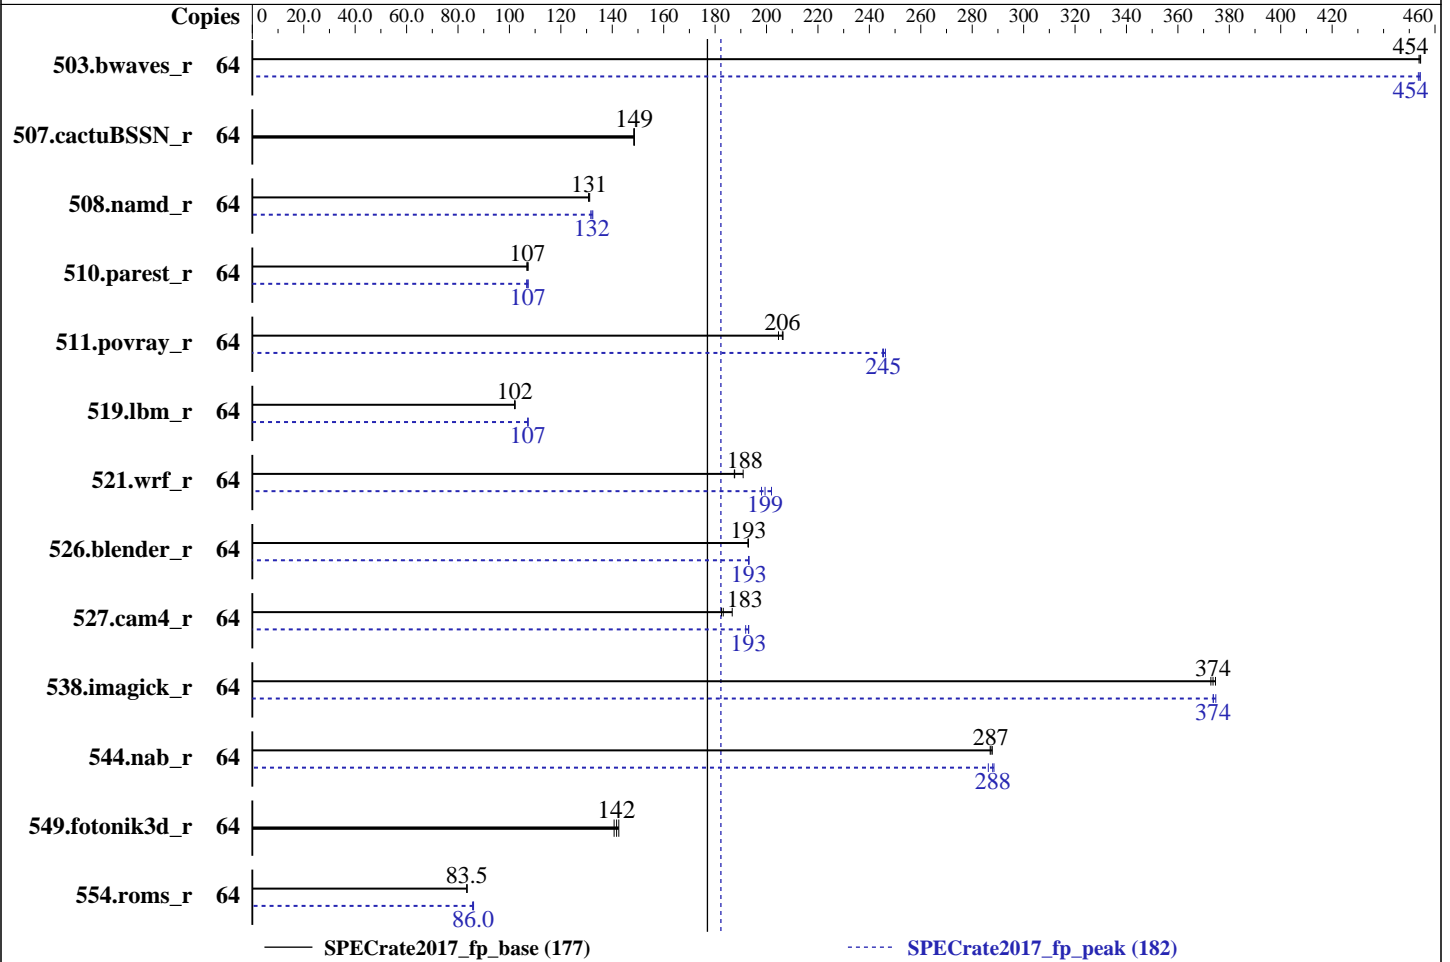 Copies 0 20.0 40.0 60.0 80.0 100 120 140 160 180 200 220 240 260 280 300 320 340 360 380 400 420 460
454
503.bwaves_r 64
454
149
507.cactuBSSN_r 64
131
508.namd_r 64
132
107
510.parest_r 64
107
206
511.povray_r 64
245
102
519.lbm_r 64
107
188
521.wrf_r 64
199
193
526.blender_r 64
193
183
527.cam4_r 64
193
374
538.imagick_r 64
374
287
544.nab_r 64
288
142
549.fotonik3d_r 64
83.5
554.roms_r 64
86.0
SPECrate2017_fp_base (177) SPECrate2017_fp_peak (182)